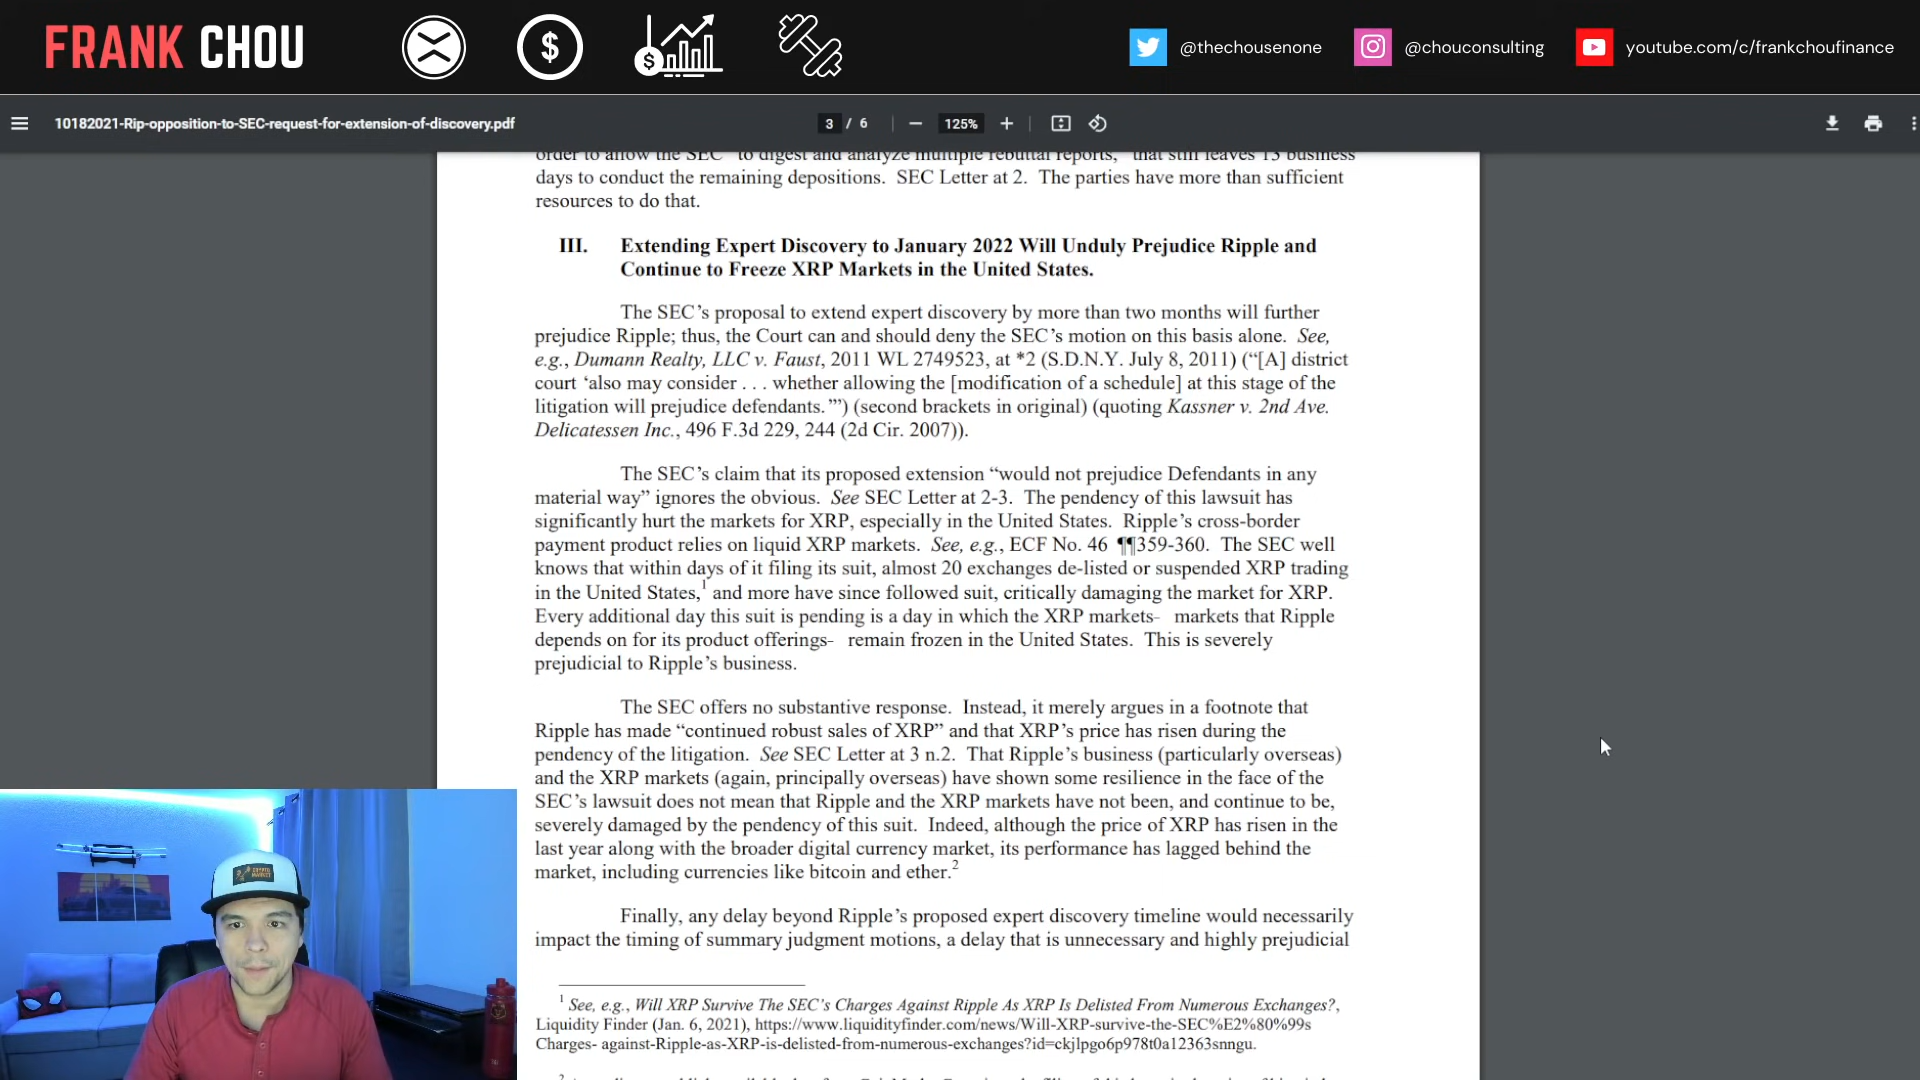 FRANK CHOU
@thechousenone
@chouconsulting
youtube.com/c/frankchoufinance
10182021-Rip-opposition-to-SEC-request-for-extension-of-discovery.pdf
3 / 6
125%
order to allow the SEC "to digest and analyze multiple rebuttal reports," that still leaves 13 business
days to conduct the remaining depositions. SEC Letter at 2. The parties have more than sufficient
resources to do that.
III. Extending Expert Discovery to January 2022 Will Unduly Prejudice Ripple and
Continue to Freeze XRP Markets in the United States.
The SEC’s proposal to extend expert discovery by more than two months will further
prejudice Ripple; thus, the Court can and should deny the SEC’s motion on this basis alone. See,
e.g., Dumann Realty, LLC v. Faust, 2011 WL 2749523, at *2 (S.D.N.Y. July 8, 2011) (“[A] district
court ‘also may consider . . . whether allowing the [modification of a schedule] at this stage of the
litigation will prejudice defendants.’”) (second brackets in original) (quoting Kassner v. 2nd Ave.
Delicatessen Inc., 496 F.3d 229, 244 (2d Cir. 2007)).
The SEC’s claim that its proposed extension “would not prejudice Defendants in any
material way” ignores the obvious. See SEC Letter at 2-3. The pendency of this lawsuit has
significantly hurt the markets for XRP, especially in the United States. Ripple’s cross-border
payment product relies on liquid XRP markets. See, e.g., ECF No. 46 ¶¶359-360. The SEC well
knows that within days of it filing its suit, almost 20 exchanges de-listed or suspended XRP trading
in the United States,1 and more have since followed suit, critically damaging the market for XRP.
Every additional day this suit is pending is a day in which the XRP markets- markets that Ripple
depends on for its product offerings- remain frozen in the United States. This is severely
prejudicial to Ripple’s business.
The SEC offers no substantive response. Instead, it merely argues in a footnote that
Ripple has made “continued robust sales of XRP” and that XRP’s price has risen during the
pendency of the litigation. See SEC Letter at 3 n.2. That Ripple’s business (particularly overseas)
and the XRP markets (again, principally overseas) have shown some resilience in the face of the
SEC’s lawsuit does not mean that Ripple and the XRP markets have not been, and continue to be,
severely damaged by the pendency of this suit. Indeed, although the price of XRP has risen in the
last year along with the broader digital currency market, its performance has lagged behind the
market, including currencies like bitcoin and ether.2
Finally, any delay beyond Ripple’s proposed expert discovery timeline would necessarily
impact the timing of summary judgment motions, a delay that is unnecessary and highly prejudicial
1 See, e.g., Will XRP Survive The SEC’s Charges Against Ripple As XRP Is Delisted From Numerous Exchanges?,
Liquidity Finder (Jan. 6, 2021), https://www.liquidityfinder.com/news/Will-XRP-survive-the-SEC%E2%80%99s
Charges- against-Ripple-as-XRP-is-delisted-from-numerous-exchanges?id=ckjlpgo6p978t0a12363snngu.